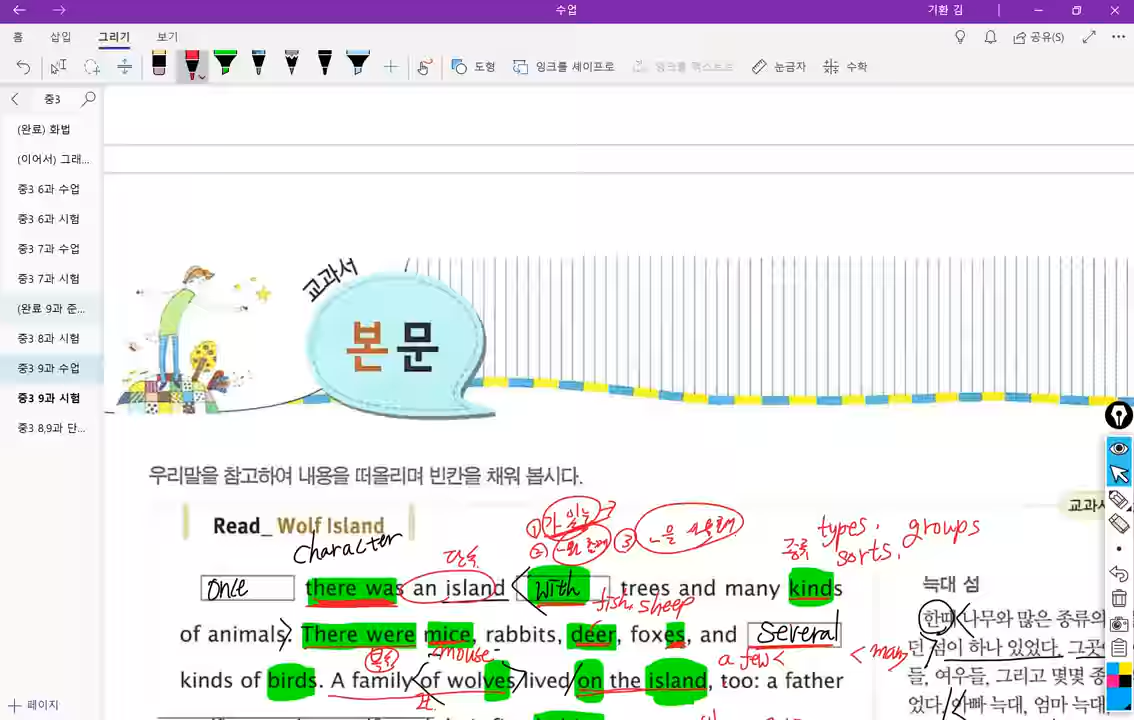 수업
기환 김
홈 삽입 그리기 보기
공유(S)
도형 잉크를 셰이프로 잉크를 텍스트로 눈금자 수학
중3
(완료) 화법
(이어서) 그래...
중3 6과 수업
중3 6과 시험
중3 7과 수업
중3 7과 시험
(완료 9과 준...
중3 8과 시험
중3 9과 수업
중3 9과 시험
중3 8,9과 단...
페이지
교과서
본문
우리말을 참고하여 내용을 떠올리며 빈칸을 채워 봅시다.
교과서
Read_ Wolf Island
character
단수
① 가 있는
② ~와 함께
③ ~을 사용해
종류
types. groups
sorts.
once there was an island with trees and many kinds
fish. sheep
of animals. There were mice, rabbits, deer, foxes, and several
복수 mouse a few < < many
kinds of birds. A family of wolves lived on the island, too: a father
늑대 섬
한때 나무와 많은 종류의
던 섬이 하나 있었다. 그곳
들, 여우들, 그리고 몇몇 종
었다. 아빠 늑대, 엄마 늑대,